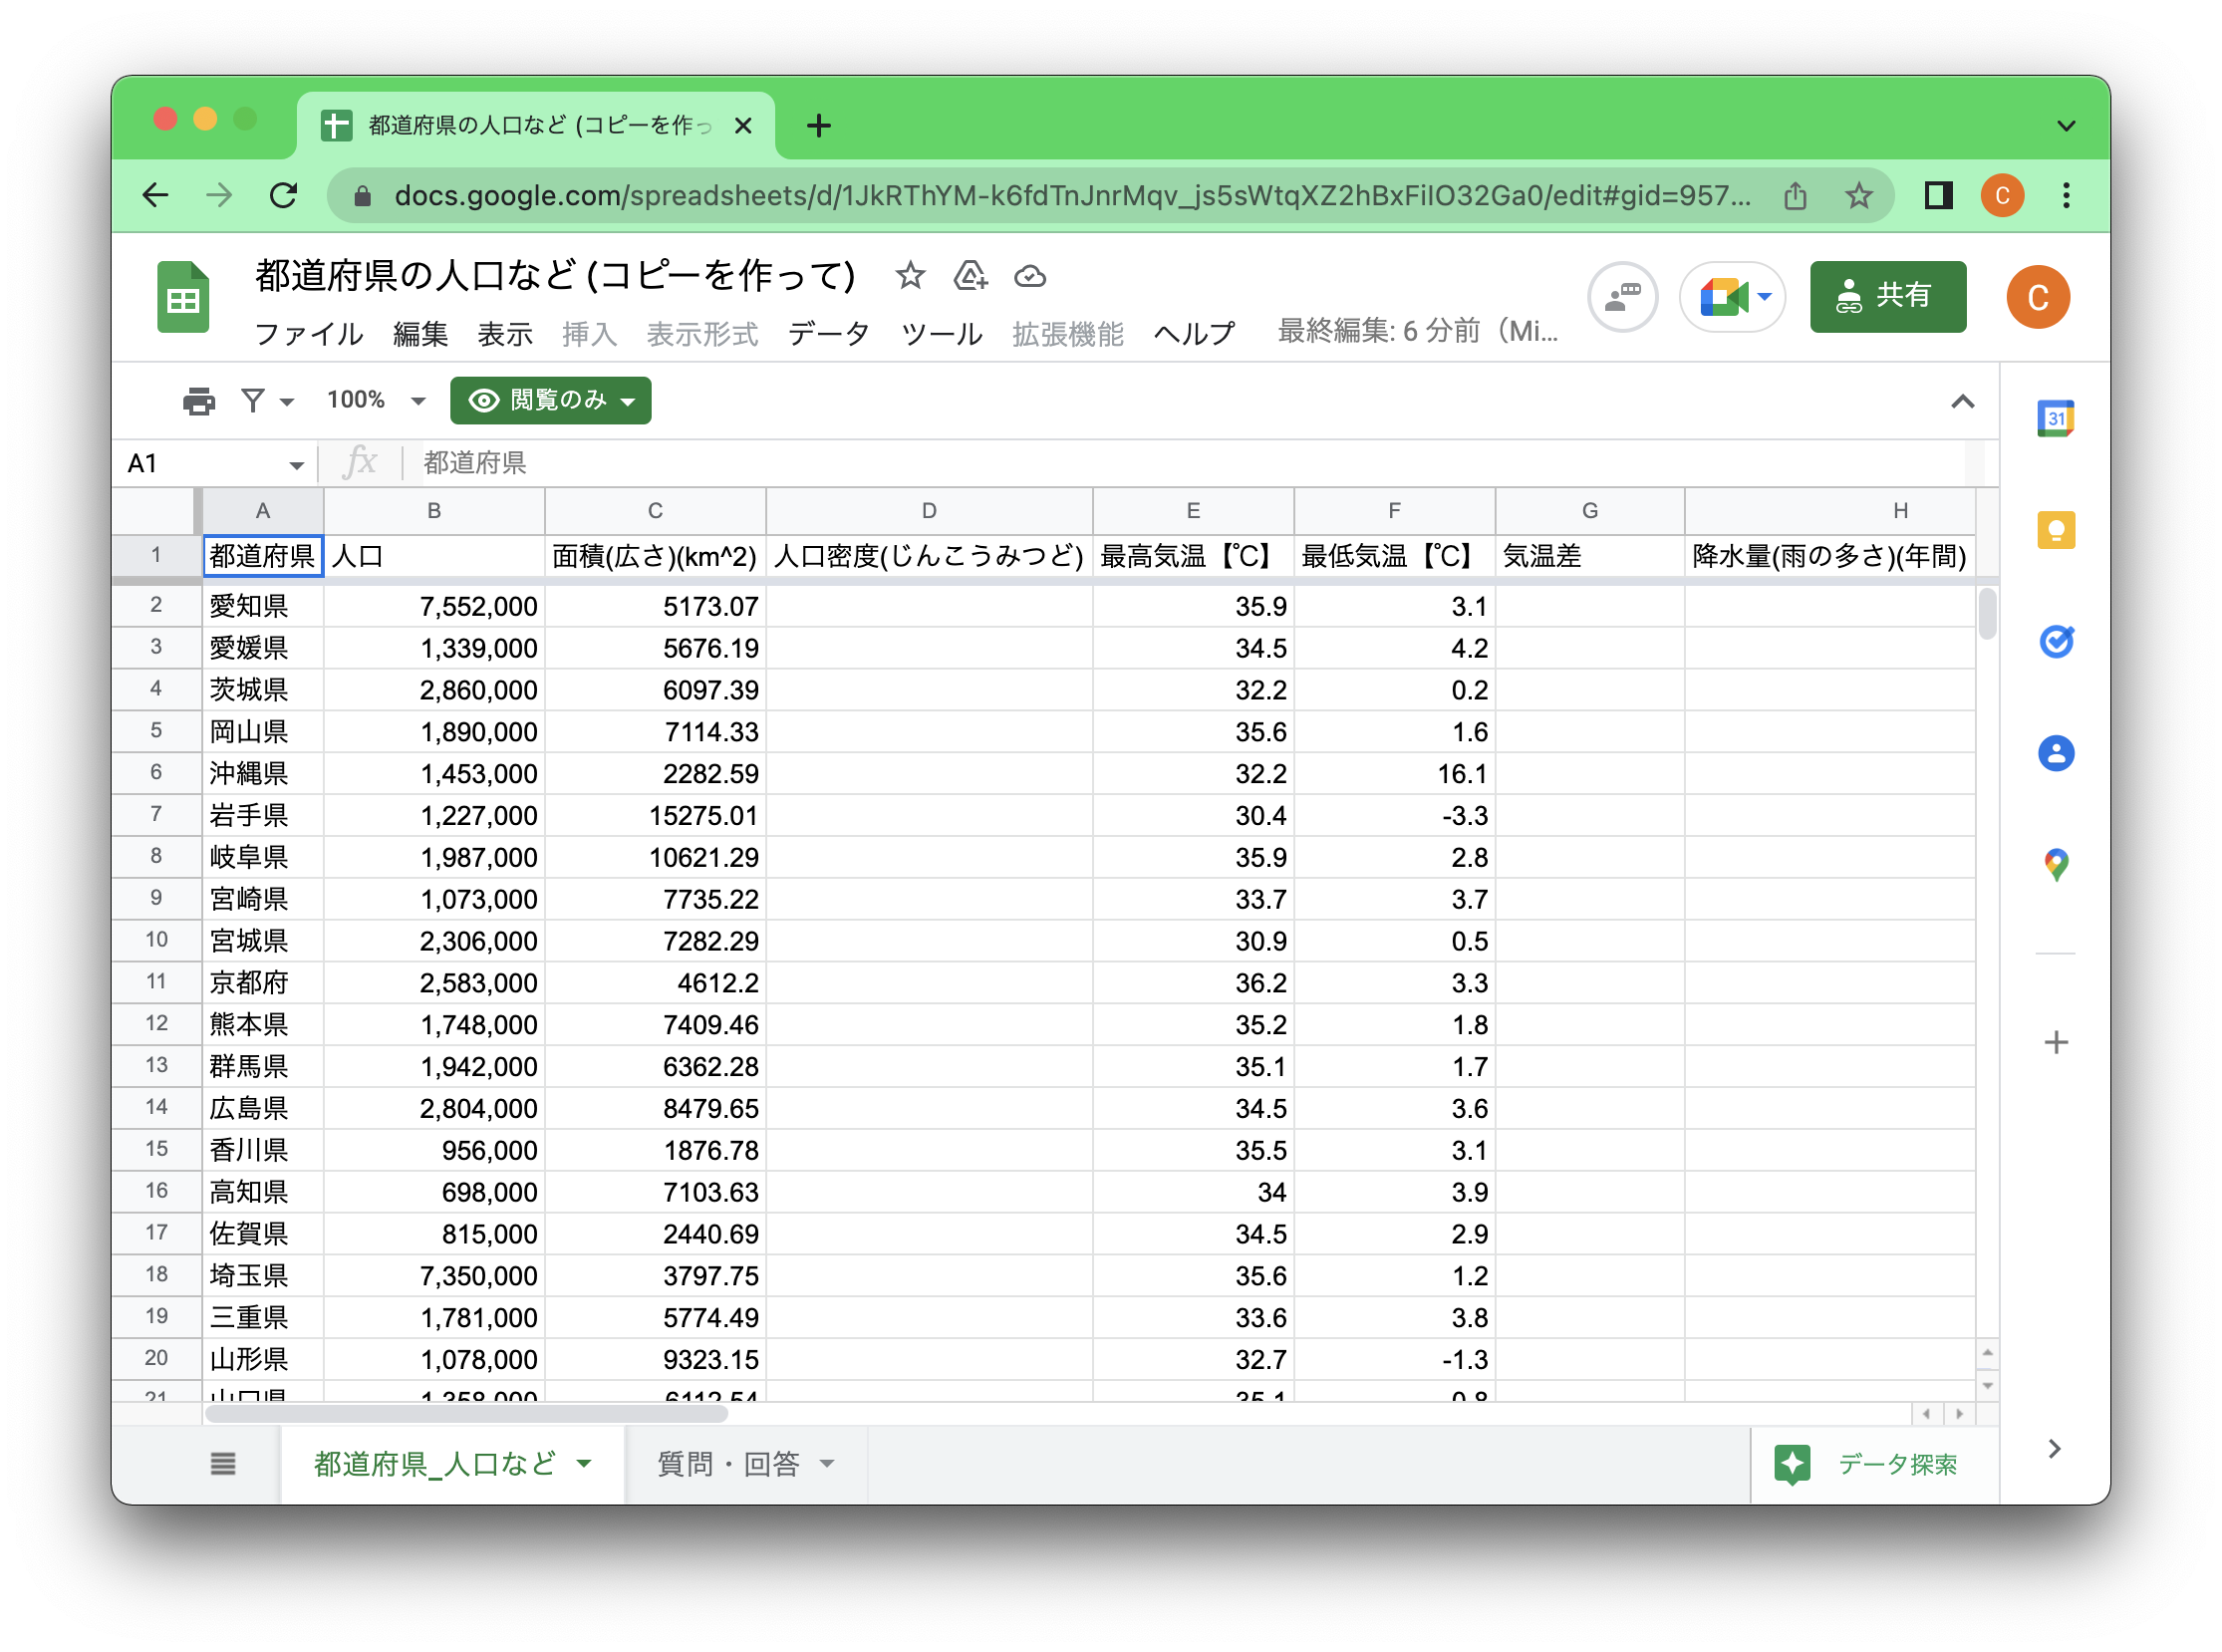 都道府県の人口など (コピーを作っ
docs.google.com/spreadsheets/d/1JkRThYM-k6fdTnJnrMqv_js5sWtqXZ2hBxFiIO32Ga0/edit#gid=957...
C
都道府県の人口など (コピーを作って)
ファイル 編集 表示 挿入 表示形式 データ ツール 拡張機能 ヘルプ 最終編集: 6 分前 (Mi...
共有
C
100% 閲覧のみ
31
A1 fx 都道府県
A B C D E F G H
1 都道府県 人口 面積(広さ)(km^2) 人口密度(じんこうみつど) 最高気温【℃】 最低気温【℃】 気温差 降水量(雨の多さ)(年間)
2 愛知県 7,552,000 5173.07 35.9 3.1
3 愛媛県 1,339,000 5676.19 34.5 4.2
4 茨城県 2,860,000 6097.39 32.2 0.2
5 岡山県 1,890,000 7114.33 35.6 1.6
6 沖縄県 1,453,000 2282.59 32.2 16.1
7 岩手県 1,227,000 15275.01 30.4 -3.3
8 岐阜県 1,987,000 10621.29 35.9 2.8
9 宮崎県 1,073,000 7735.22 33.7 3.7
10 宮城県 2,306,000 7282.29 30.9 0.5
11 京都府 2,583,000 4612.2 36.2 3.3
12 熊本県 1,748,000 7409.46 35.2 1.8
13 群馬県 1,942,000 6362.28 35.1 1.7
14 広島県 2,804,000 8479.65 34.5 3.6
15 香川県 956,000 1876.78 35.5 3.1
16 高知県 698,000 7103.63 34 3.9
17 佐賀県 815,000 2440.69 34.5 2.9
18 埼玉県 7,350,000 3797.75 35.6 1.2
19 三重県 1,781,000 5774.49 33.6 3.8
20 山形県 1,078,000 9323.15 32.7 -1.3
21 山口県 1,358,000 6112.54 35.1 0.8
都道府県_人口など 質問・回答 データ探索